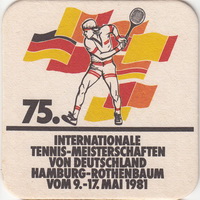 75.
INTERNATIONALE
TENNIS-MEISTERSCHAFTEN
VON DEUTSCHLAND
HAMBURG-ROTHENBAUM
VOM 9.-17. MAI 1981